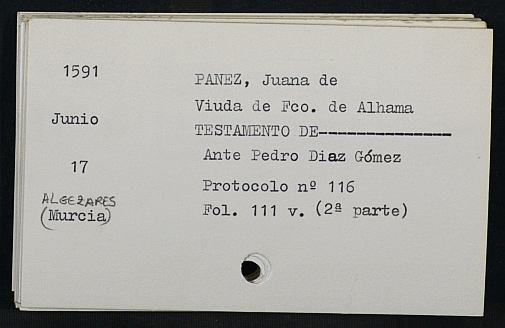 1591
PANEZ, Juana de
Viuda de Fco. de Alhama
Junio
TESTAMENTO DE---------------
Ante Pedro Diaz Gómez
17
Protocolo nº 116
ALGEZARES
(Murcia)
Fol. 111 v. (2ª parte)